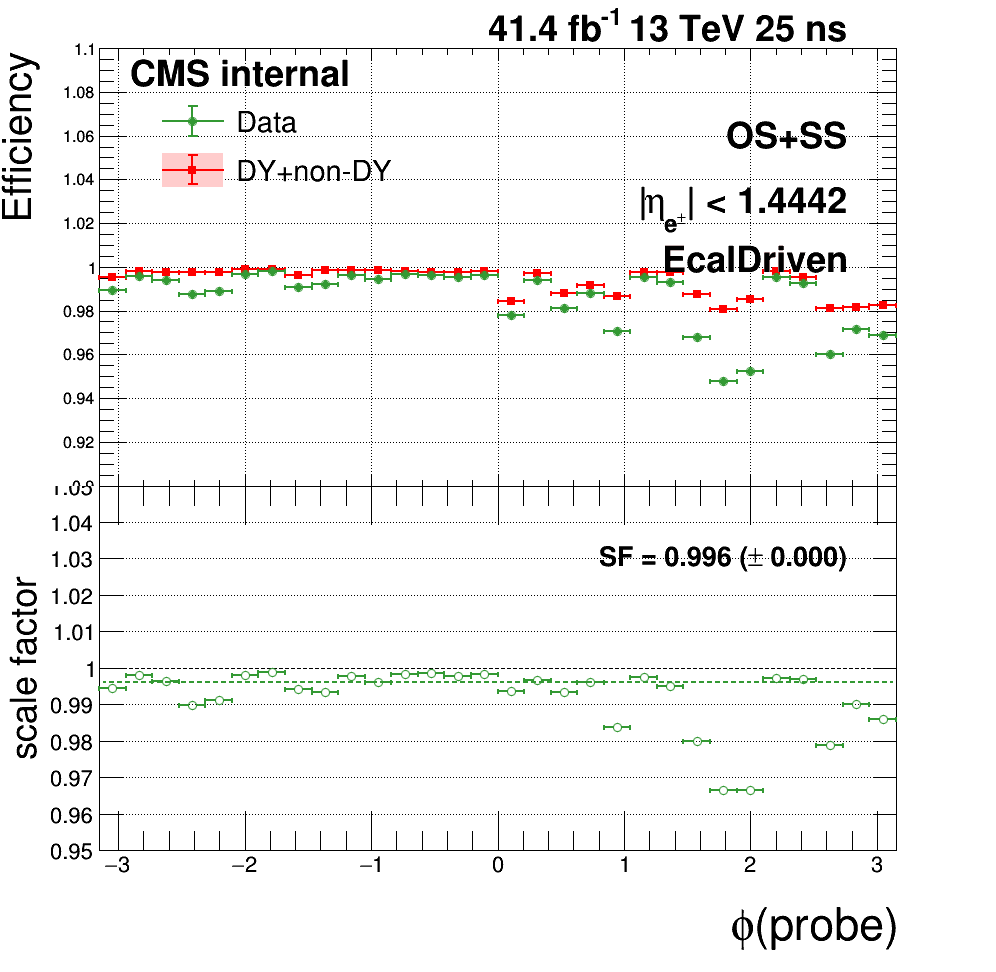 41.4 fb⁻¹ 13 TeV 25 ns
Efficiency
1.1
1.08
1.06
1.04
1.02
1
0.98
0.96
0.94
0.92
CMS internal
Data
DY+non-DY
OS+SS
|ηe±| < 1.4442
EcalDriven
scale factor
1.04
1.03
1.02
1.01
1
0.99
0.98
0.97
0.96
0.95
SF = 0.996 (± 0.000)
−3 −2 −1 0 1 2 3
ϕ(probe)